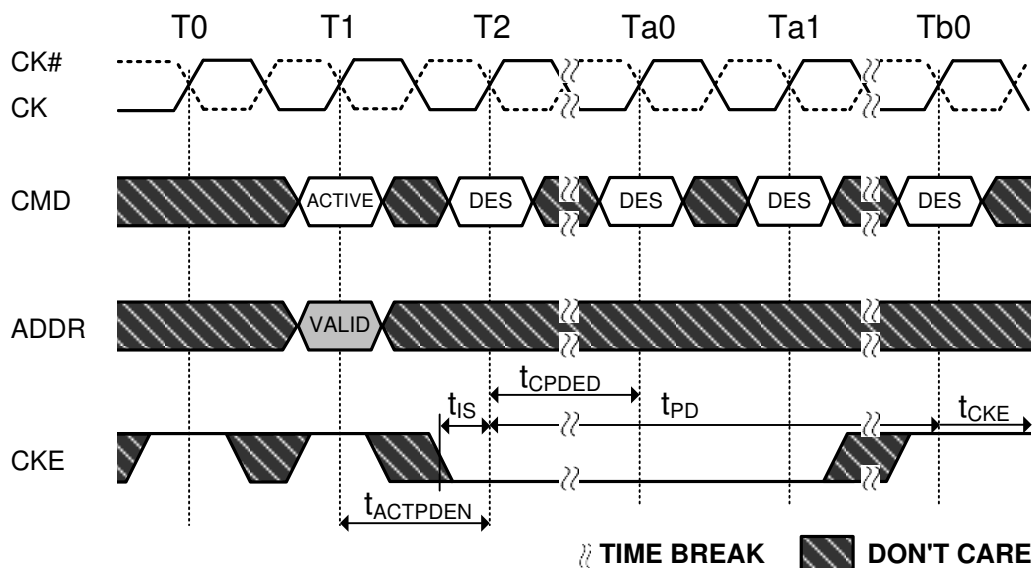 T0 T1 T2 Ta0 Ta1 Tb0
CK#
CK
CMD ACTIVE DES DES DES DES
ADDR VALID
tCPDED
tIS tPD tCKE
CKE
tACTPDEN
TIME BREAK DON'T CARE